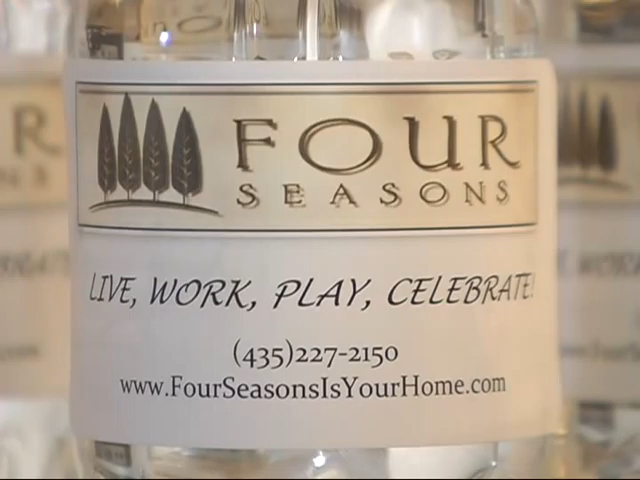 FOUR
SEASONS
LIVE, WORK, PLAY, CELEBRATE!
(435)227-2150
www.FourSeasonsIsYourHome.com